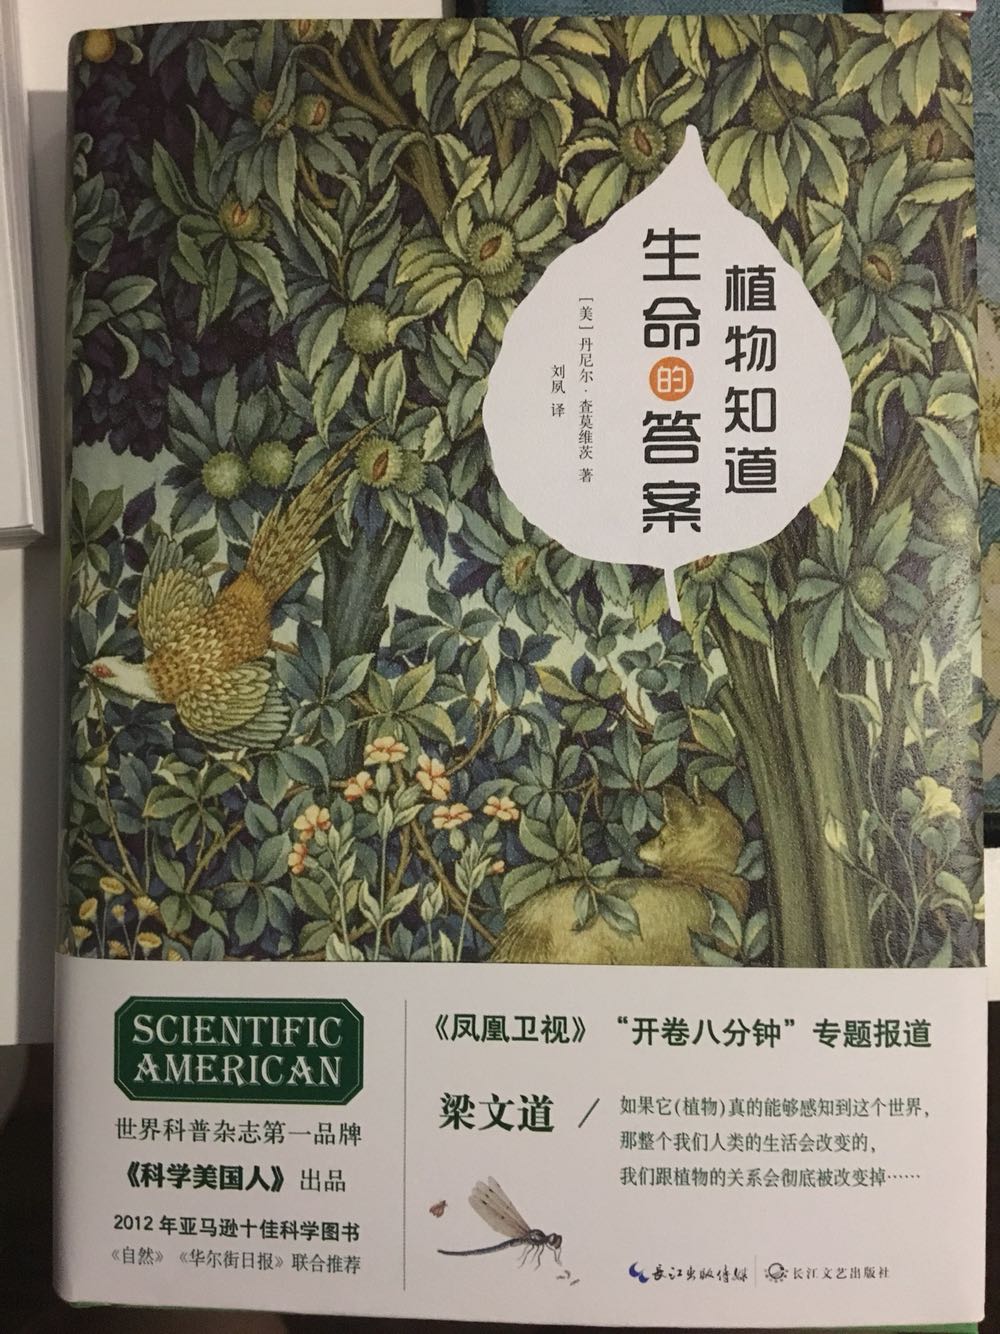 植物知道
生命的答案
[美]丹尼尔·查莫维茨 著
刘夙 译
SCIENTIFIC
AMERICAN
世界科普杂志第一品牌
《科学美国人》出品
2012年亚马逊十佳科学图书
《自然》《华尔街日报》联合推荐
《凤凰卫视》“开卷八分钟”专题报道
梁文道 /
如果它(植物)真的能够感知到这个世界，
那整个我们人类的生活会改变的，
我们跟植物的关系会彻底被改变掉……
长江出版传媒 长江文艺出版社